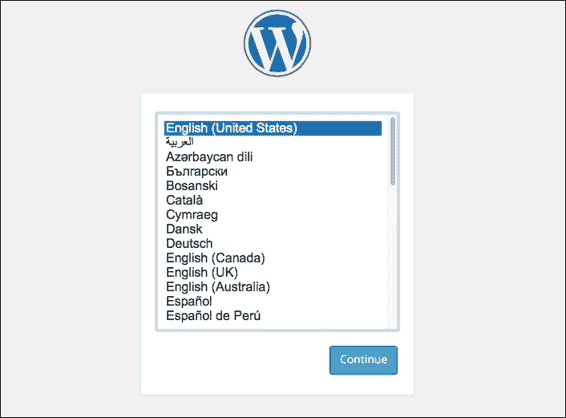 English (United States)
العربية
Azərbaycan dili
Български
Bosanski
Català
Cymraeg
Dansk
Deutsch
English (Canada)
English (UK)
English (Australia)
Español
Español de Perú
Continue